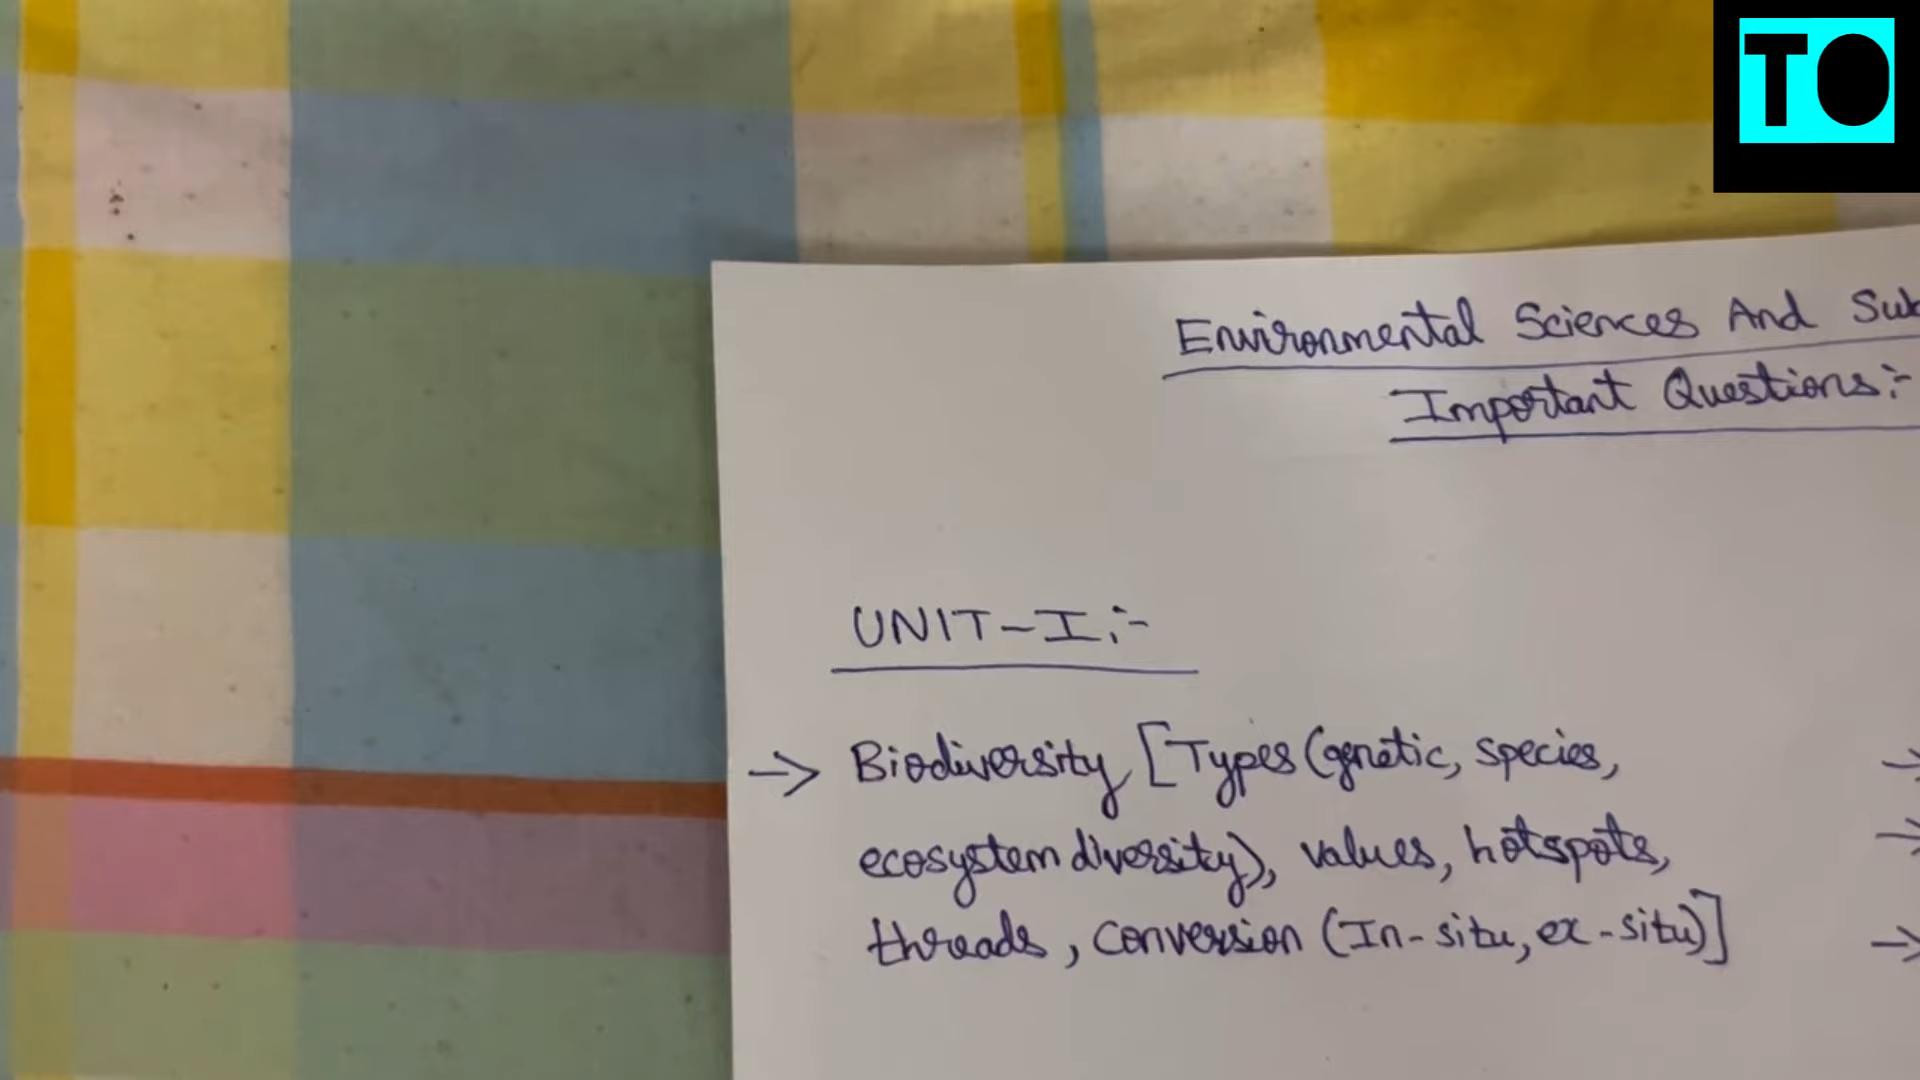 TO
Environmental Sciences And Sub
Important Questions:-
UNIT-I:-
→ Biodiversity [Types (genetic, species,
ecosystem diversity), values, hotspots,
threads, conversion (In-situ, ex-situ)]